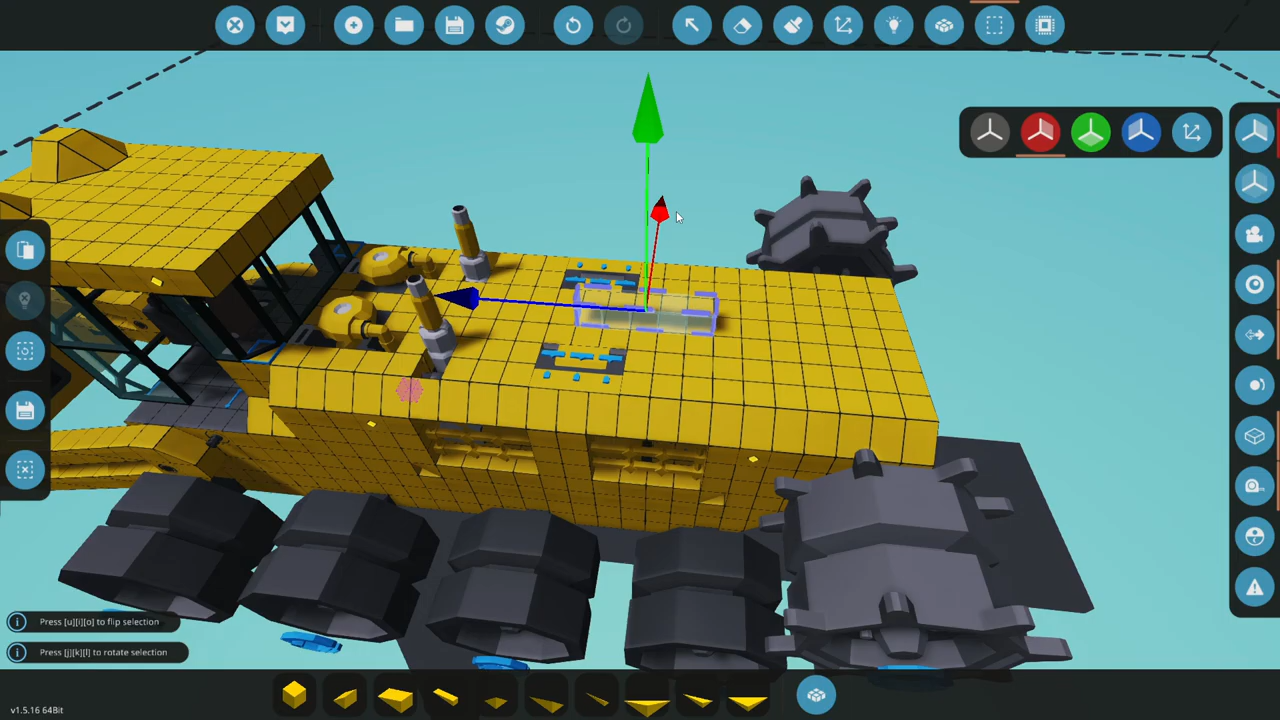 Press [u][i][o] to flip selection
Press [j][k][l] to rotate selection
v1.5.16 64Bit